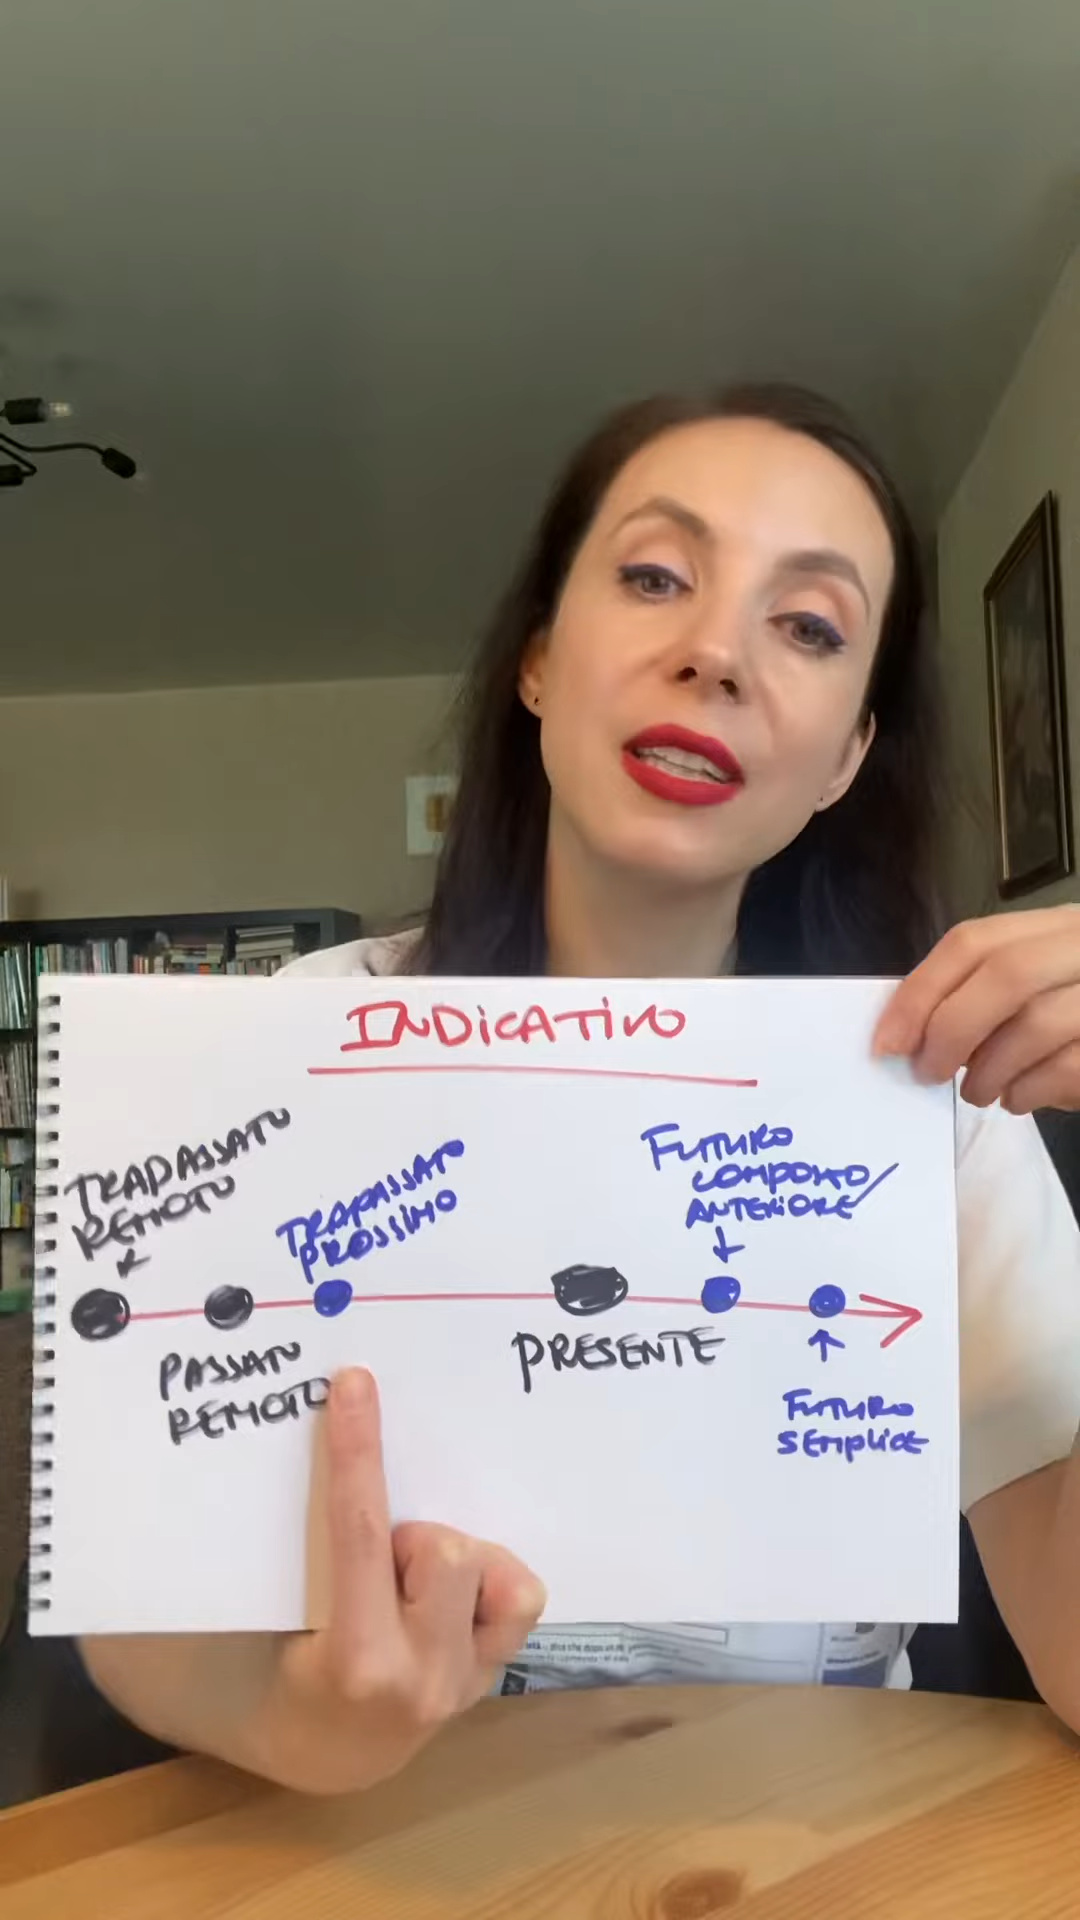 INDICATIVO
TRAPASSATO
REMOTO
TRAPASSATO
PROSSIMO
FUTURO
COMPOSTO/
ANTERIORE
PASSATO
REMOTO
PRESENTE
FUTURO
SEMPLICE